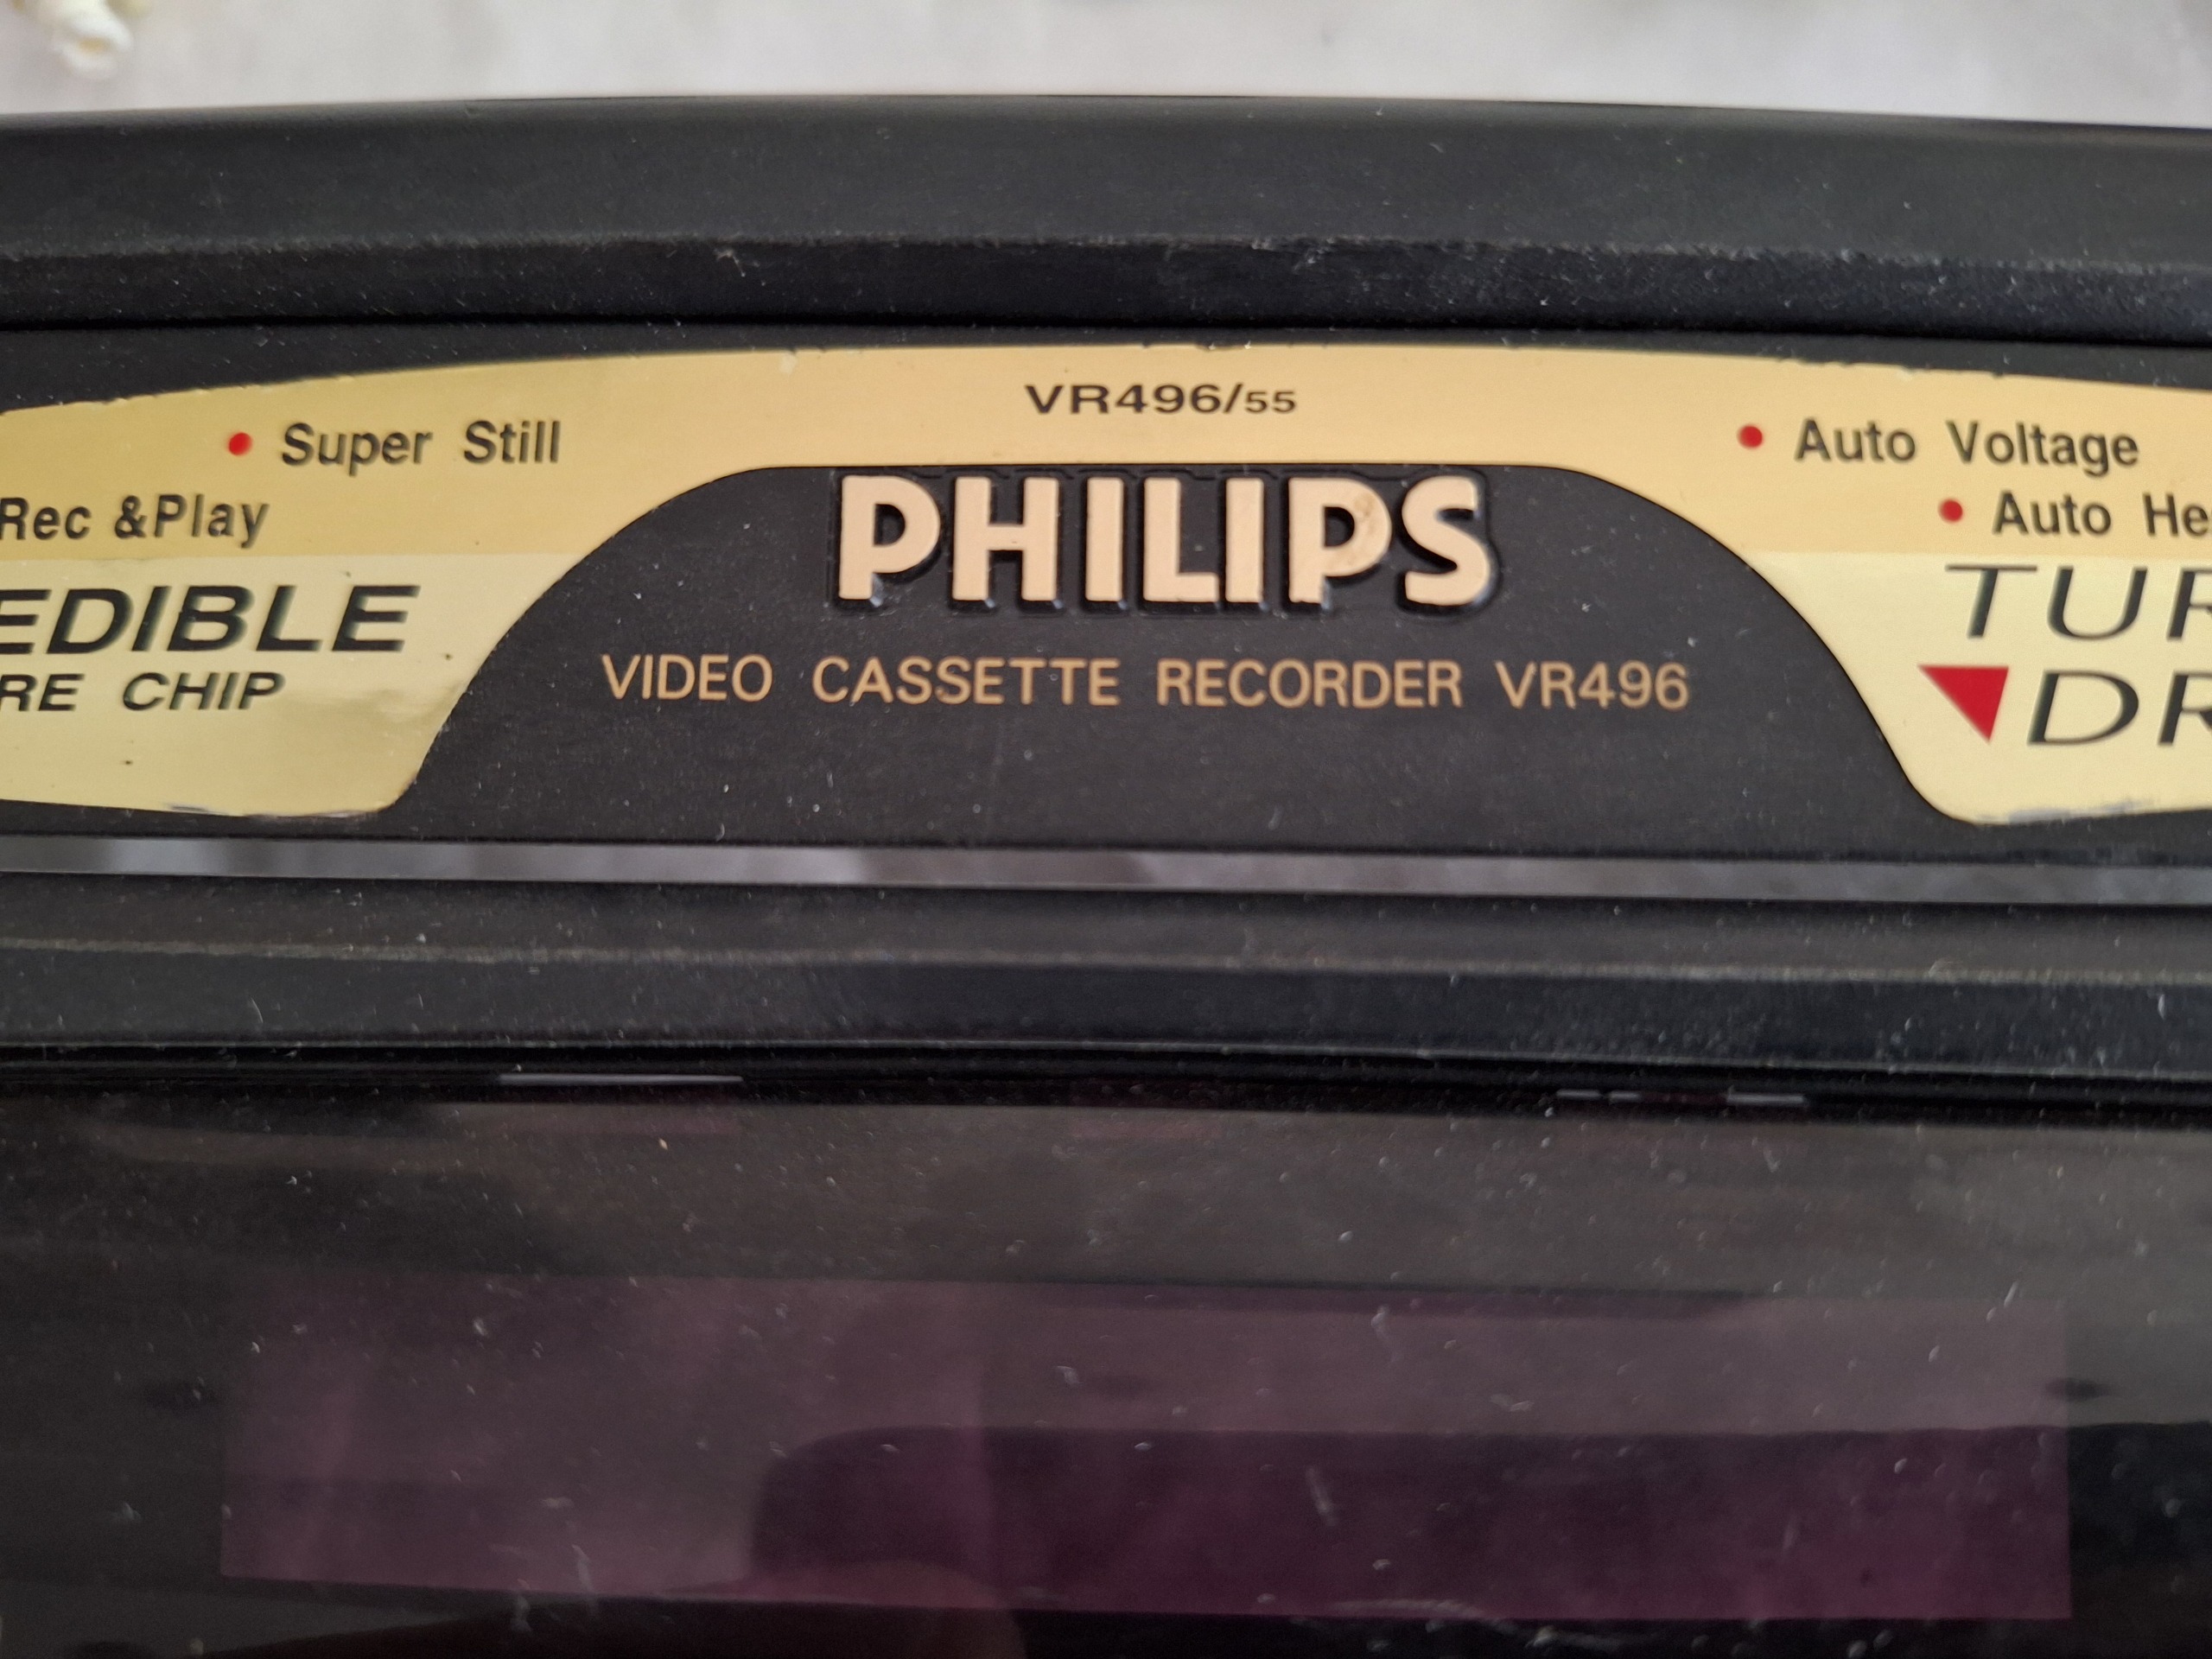 VR496/55
• Super Still
Rec &Play
EDIBLE
RE CHIP
PHILIPS
VIDEO CASSETTE RECORDER VR496
• Auto Voltage
• Auto He
TUR
DR